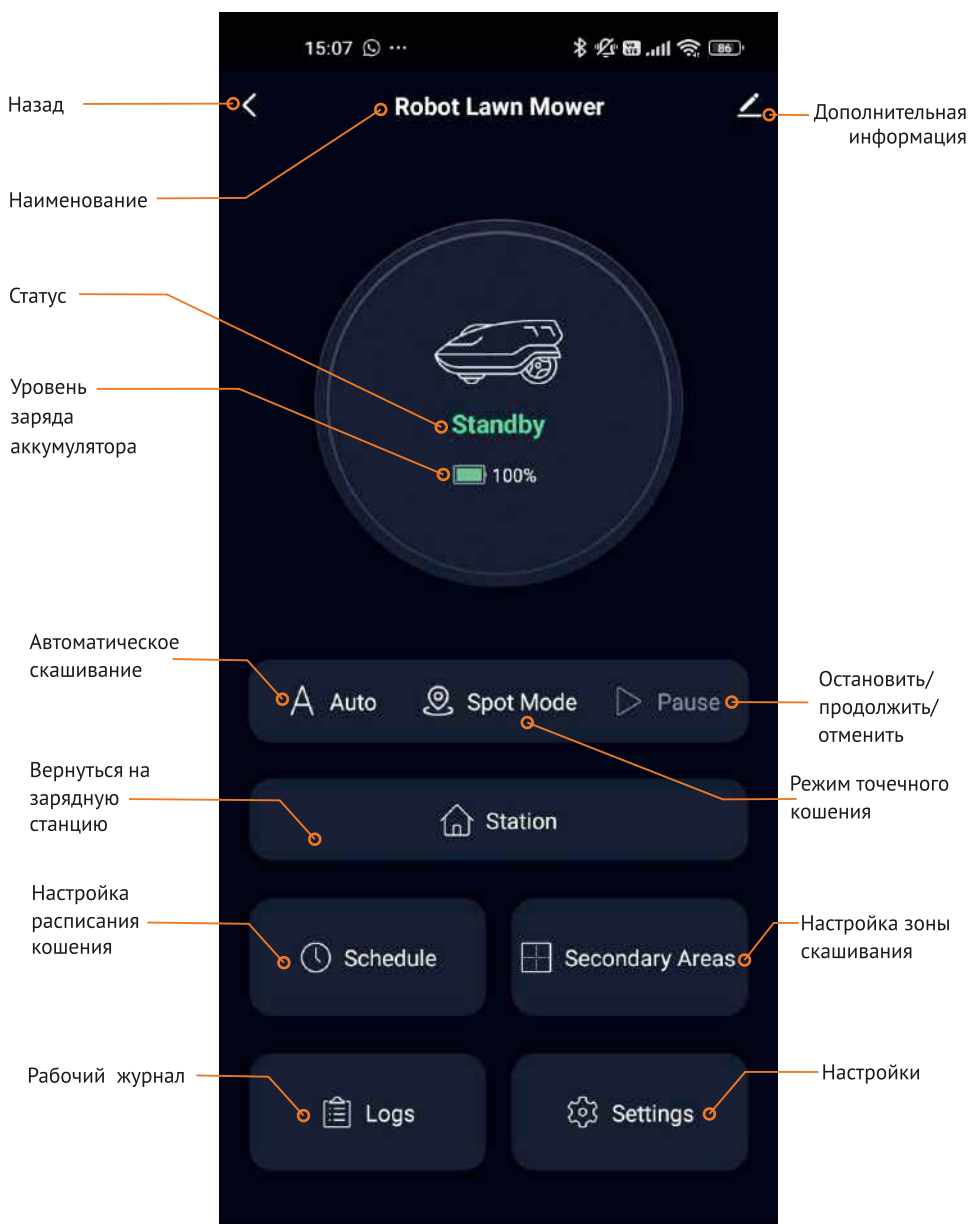 15:07
86
Назад
Robot Lawn Mower
Дополнительная
информация
Наименование
Статус
Уровень
заряда
аккумулятора
Standby
100%
Автоматическое
скашивание
Auto
Spot Mode
Pause
Остановить/
продолжить/
отменить
Вернуться на
зарядную
станцию
Station
Режим точечного
кошения
Настройка
расписания
кошения
Schedule
Secondary Areas
Настройка зоны
скашивания
Рабочий журнал
Logs
Settings
Настройки